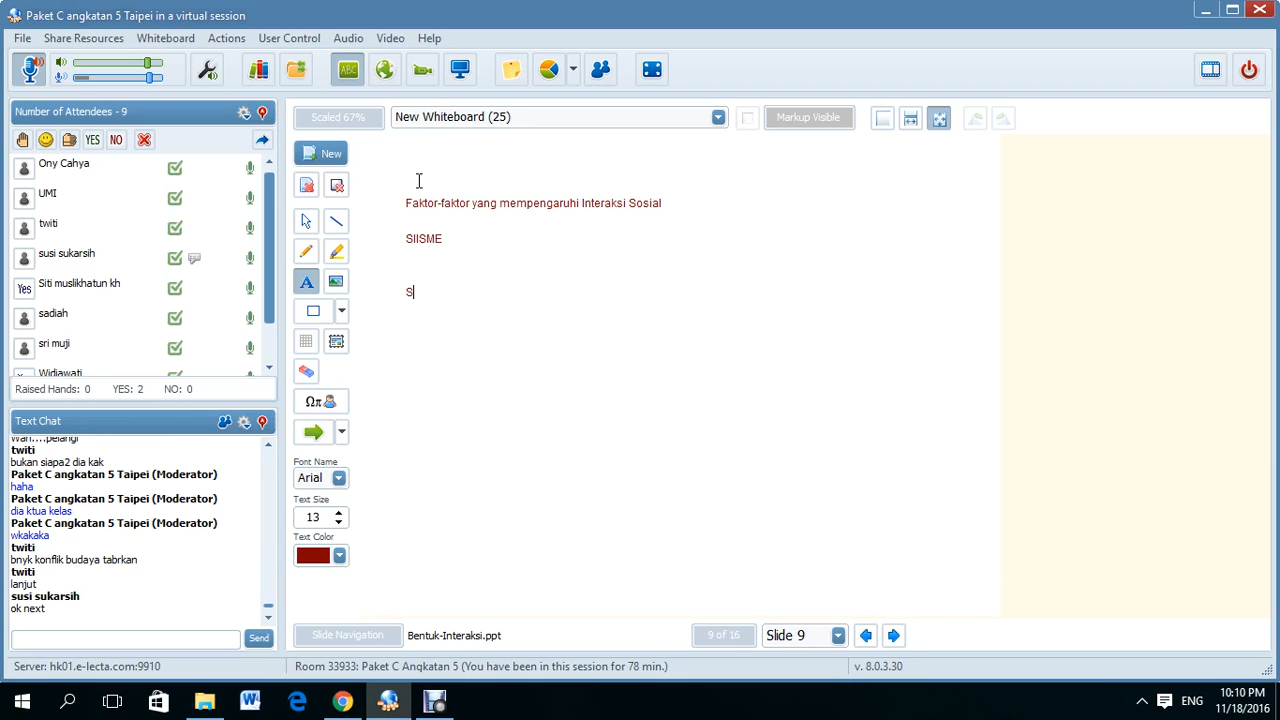 Paket C angkatan 5 Taipei in a virtual session
File Share Resources Whiteboard Actions User Control Audio Video Help
ABC
Number of Attendees - 9
YES NO
Ony Cahya
UMI
twiti
susi sukarsih
Yes Siti muslikhatun kh
sadiah
sri muji
Widiawati
Raised Hands: 0 YES: 2 NO: 0
Text Chat
Wah....pelangi
twiti
bukan siapa2 dia kak
Paket C angkatan 5 Taipei (Moderator)
haha
Paket C angkatan 5 Taipei (Moderator)
dia ktua kelas
Paket C angkatan 5 Taipei (Moderator)
wkakaka
twiti
bnyk konflik budaya tabrkan
twiti
lanjut
susi sukarsih
ok next
Send
Scaled 67% New Whiteboard (25) Markup Visible
New
A
Ωπ
Font Name
Arial
Text Size
13
Text Color
Faktor-faktor yang mempengaruhi Interaksi Sosial
SIISME
S
Slide Navigation Bentuk-Interaksi.ppt 9 of 16 Slide 9
Server: hk01.e-lecta.com:9910 Room 33933: Paket C Angkatan 5 (You have been in this session for 78 min.) v. 8.0.3.30
ENG 10:10 PM
11/18/2016